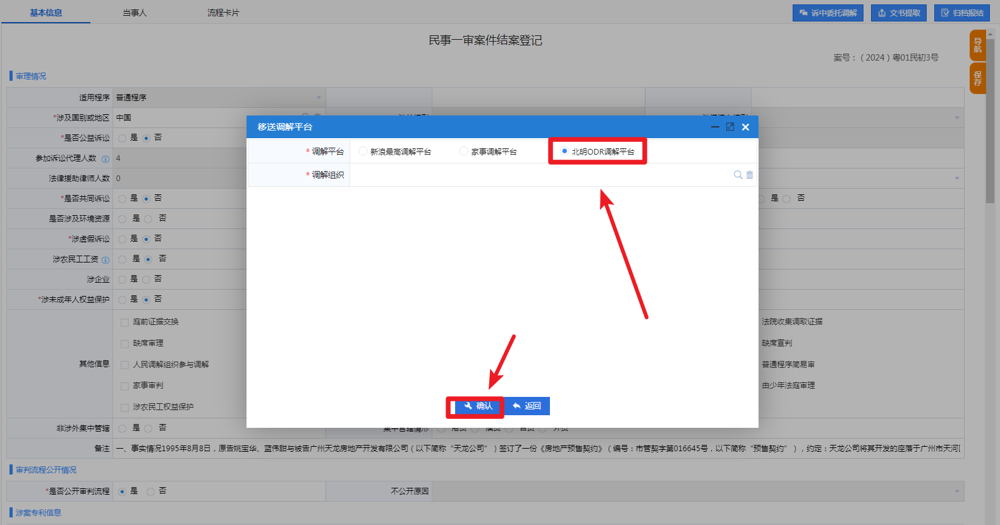 基本信息 当事人 流程卡片 诉中委托调解 文书提取 归档报结
民事一审案件结案登记
导航
案号：（2024）粤01民初3号
保存
审理情况
适用程序 普通程序
*涉及国别或地区 中国
*是否公益诉讼 是 否
参加诉讼代理人数 4
法律援助律师人数 0
*是否共同诉讼 是 否 是 否
是否涉及环境资源 是 否
*涉虚假诉讼 是 否
涉农民工工资 是 否
涉企业 是 否
*涉未成年人权益保护 是 否
移送调解平台
* 调解平台 新浪最高调解平台 家事调解平台 北明ODR调解平台
* 调解组织
确认 返回
其他信息
庭前证据交换 法院收集调取证据
缺席审理 缺席宣判
人民调解组织参与调解 普通程序简易审
家事审判 由少年法庭审理
涉农民工权益保护
非涉外集中管辖 是 否 集中管辖情形
备注 一、事实情况1995年8月8日，原告姚宝华、蓝伟甜与被告广州天龙房地产开发有限公司（以下简称“天龙公司”）签订了一份《房地产预售契约》（编号：市管契字第016645号，以下简称“预售契约”），约定：天龙公司将其开发的座落于广州市天河
审判流程公开情况
*是否公开审判流程 是 否 不公开原因
涉案专利信息